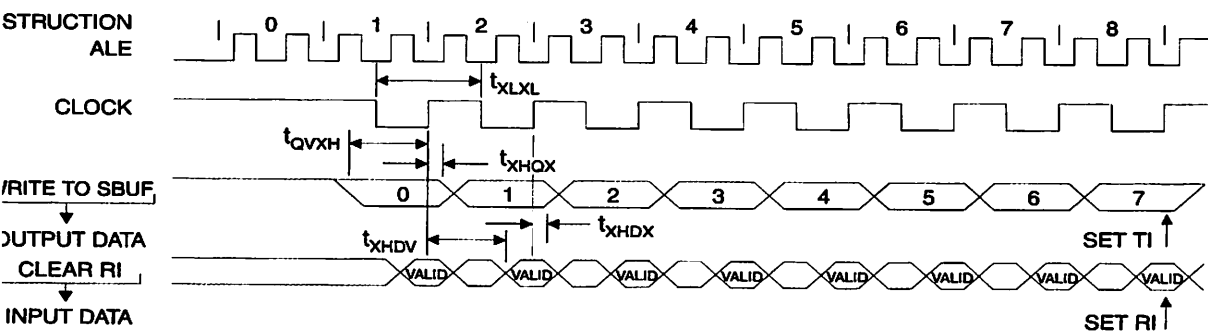 STRUCTION
0 1 2 3 4 5 6 7 8
ALE
tXLXL
CLOCK
tQVXH
tXHQX
RITE TO SBUF
0 1 2 3 4 5 6 7
tXHDX
OUTPUT DATA
tXHDV
SET TI
CLEAR RI
VALID VALID VALID VALID VALID VALID VALID VALID
INPUT DATA
SET RI